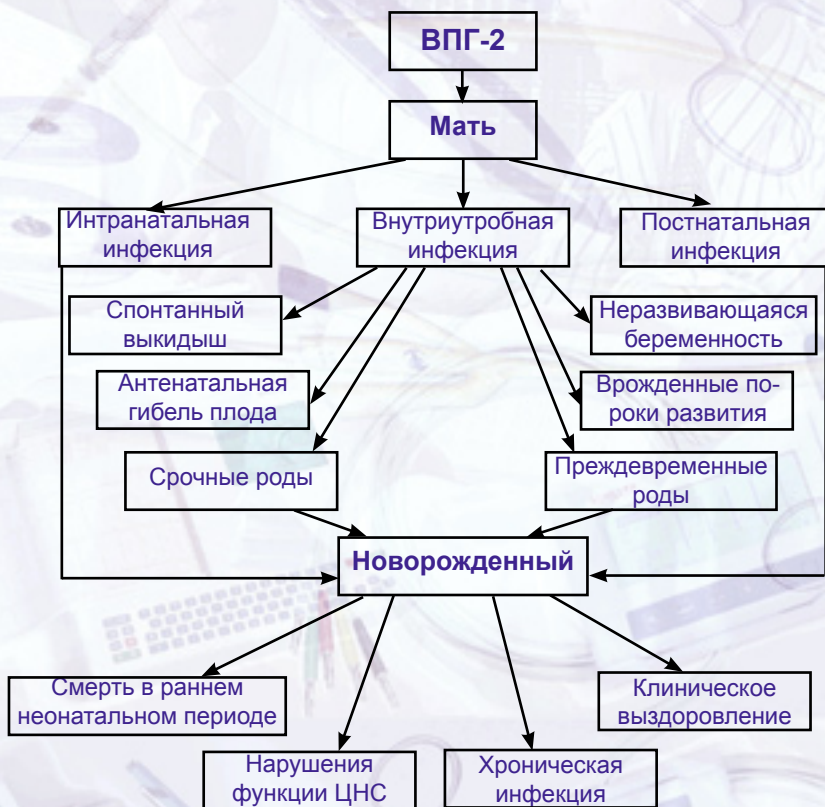 ВПГ-2
Мать
Интранатальная
инфекция
Внутриутробная
инфекция
Постнатальная
инфекция
Спонтанный
выкидыш
Неразвивающаяся
беременность
Антенатальная
гибель плода
Врожденные по-
роки развития
Срочные роды
Преждевременные
роды
Новорожденный
Смерть в раннем
неонатальном периоде
Клиническое
выздоровление
Нарушения
функции ЦНС
Хроническая
инфекция